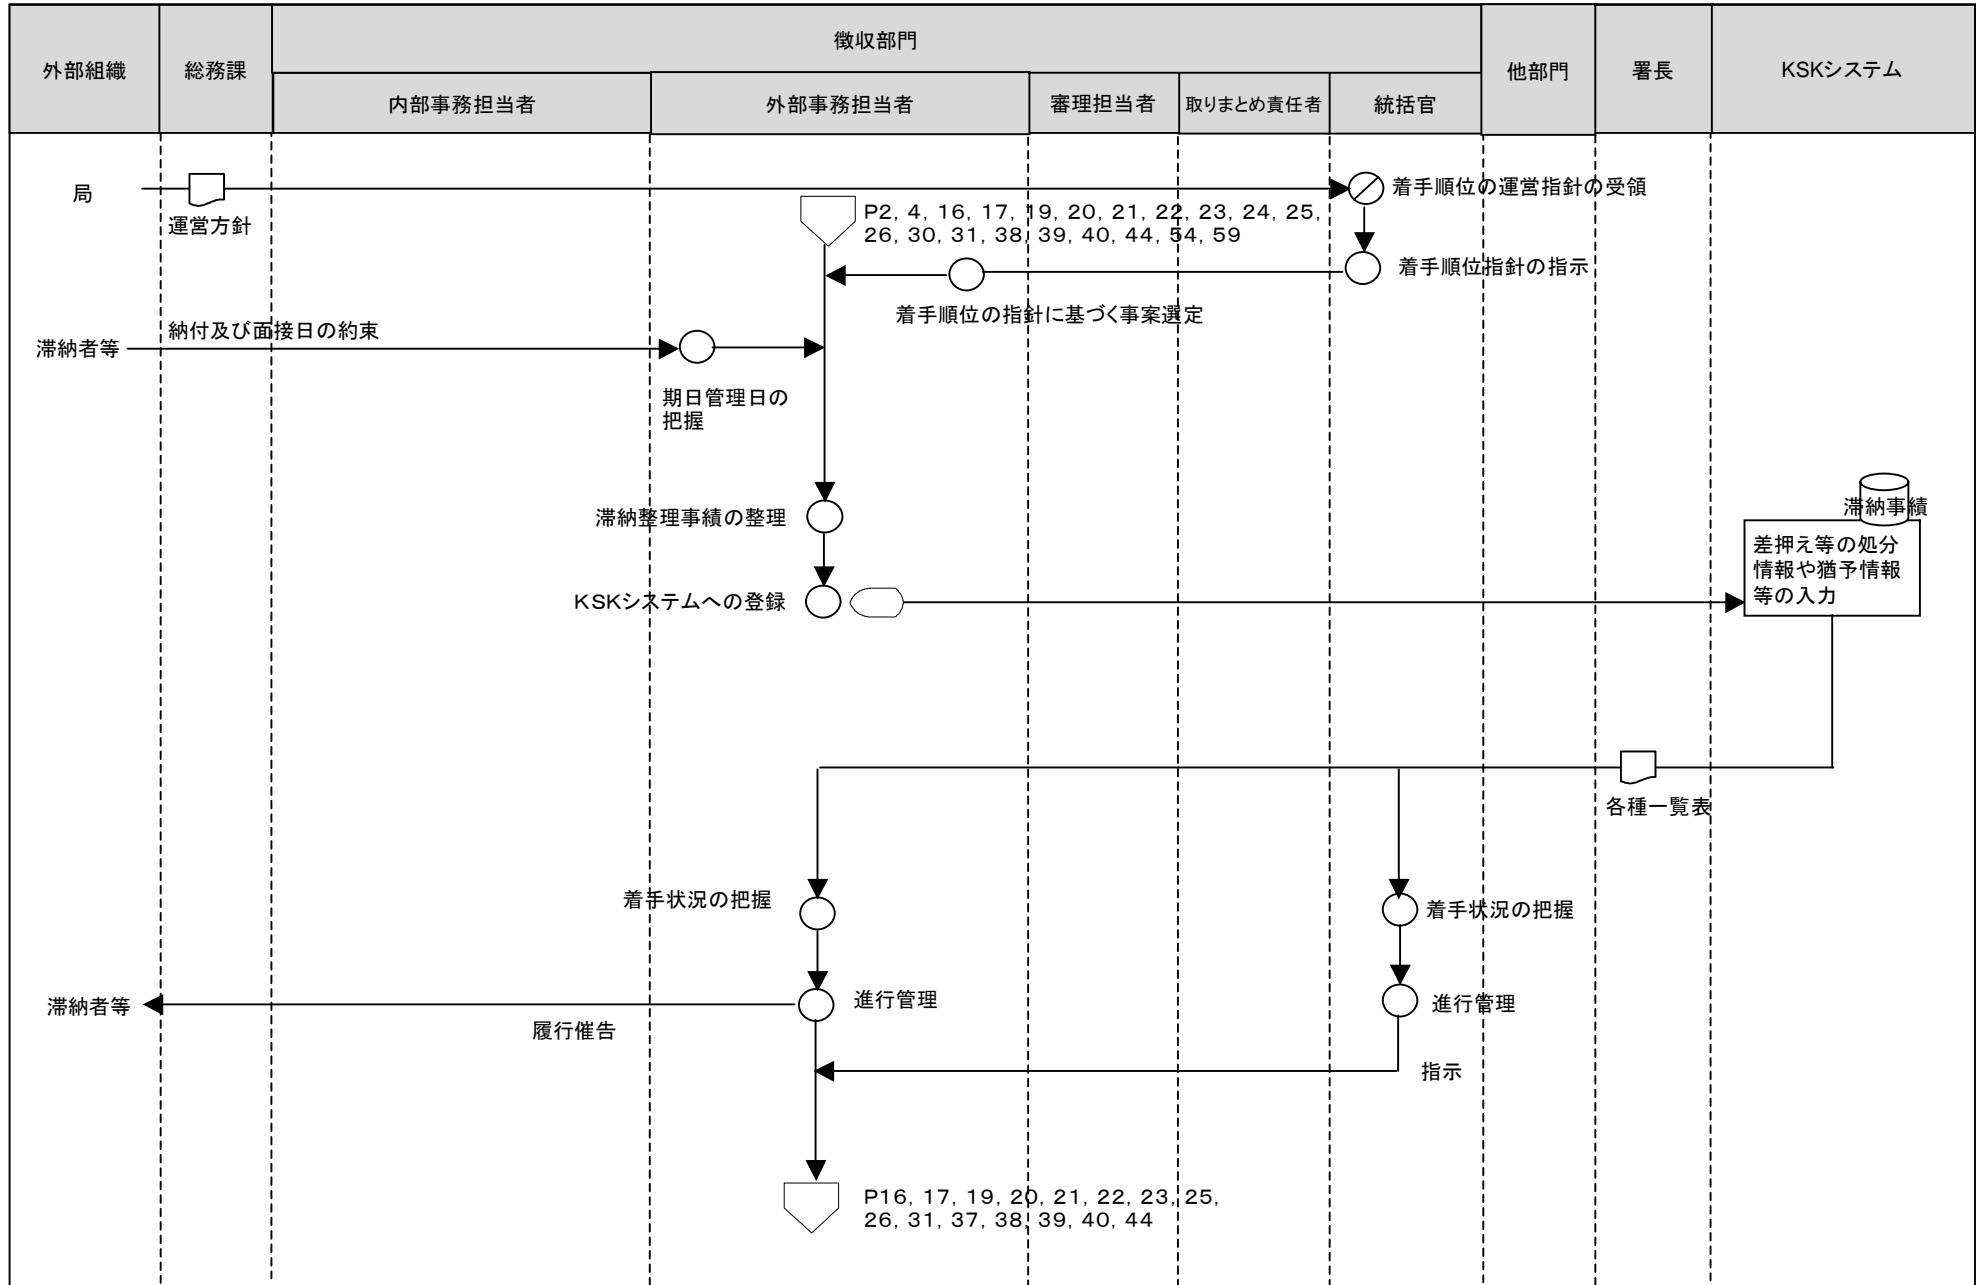 徴収部門
外部組織
総務課
他部門
署長
KSKシステム
内部事務担当者
外部事務担当者
審理担当者
取りまとめ責任者
統括官
局
着手順位の運営指針の受領
運営方針
P2, 4, 16, 17, 19, 20, 21, 22, 23, 24, 25,
26, 30, 31, 38, 39, 40, 44, 54, 59
着手順位指針の指示
着手順位の指針に基づく事案選定
納付及び面接日の約束
滞納者等
期日管理日の
把握
滞納整理事績の整理
滞納事績
差押え等の処分
情報や猶予情報
等の入力
KSKシステムへの登録
各種一覧表
着手状況の把握
着手状況の把握
滞納者等
進行管理
進行管理
履行催告
指示
P16, 17, 19, 20, 21, 22, 23, 25,
26, 31, 37, 38, 39, 40, 44